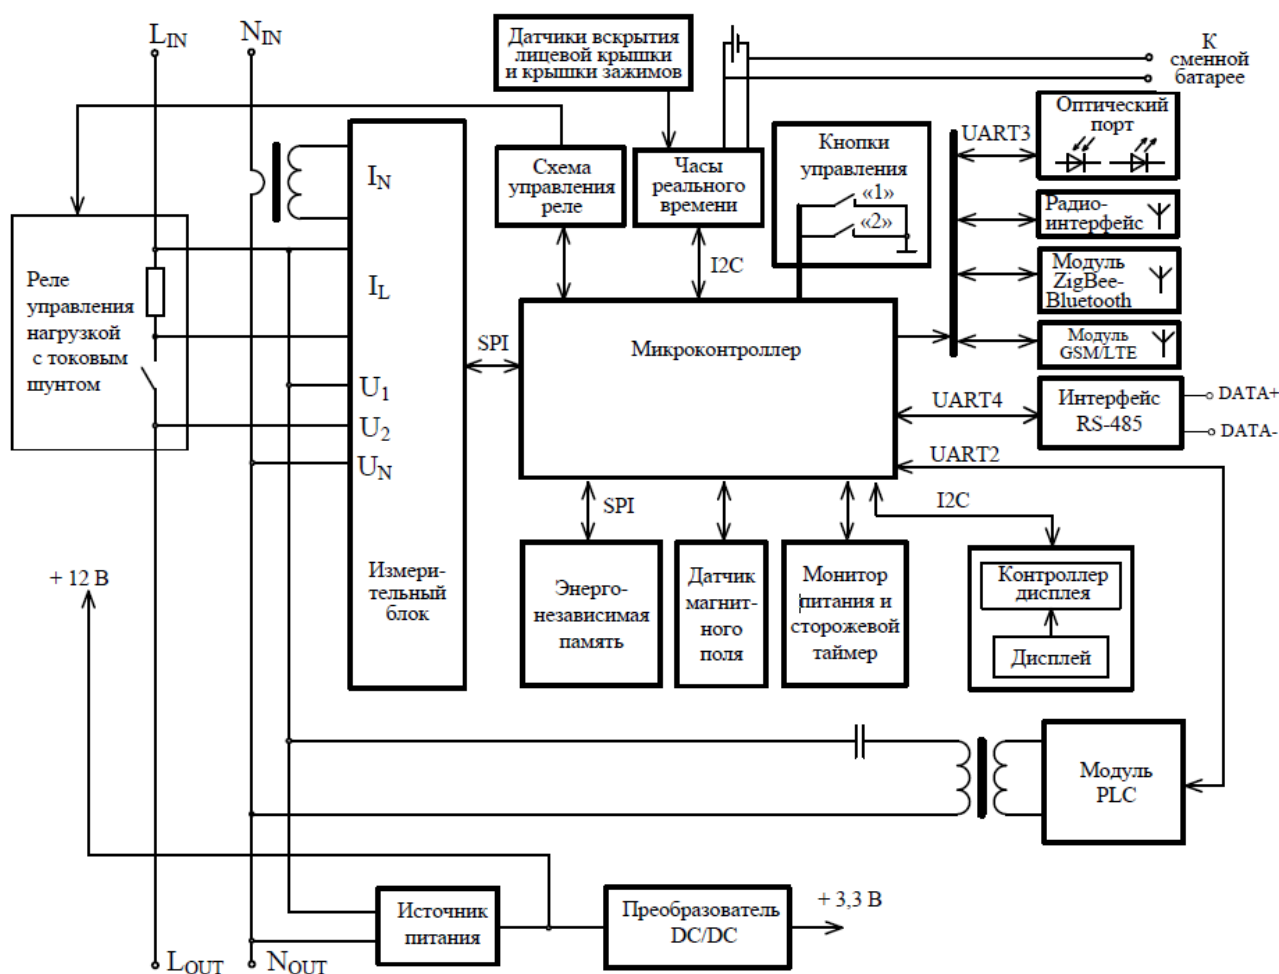 L_IN
N_IN
Датчики вскрытия
лицевой крышки
и крышки зажимов
К
сменной
батарее
Оптический
порт
UART3
Кнопки
управления
«1»
«2»
Схема
управления
реле
Часы
реального
времени
I_N
Радио-
интерфейс
I2C
Модуль
ZigBee-
Bluetooth
Реле
управления
нагрузкой
с токовым
шунтом
I_L
SPI
Микроконтроллер
Модуль
GSM/LTE
U_1
U_2
U_N
UART4
Интерфейс
RS-485
DATA+
DATA-
UART2
SPI
I2C
+ 12 В
Измери-
тельный
блок
Энерго-
независимая
память
Датчик
магнит-
ного
поля
Монитор
питания и
сторожевой
таймер
Контроллер
дисплея
Дисплей
Модуль
PLC
Источник
питания
Преобразователь
DC/DC
+ 3,3 В
L_OUT
N_OUT